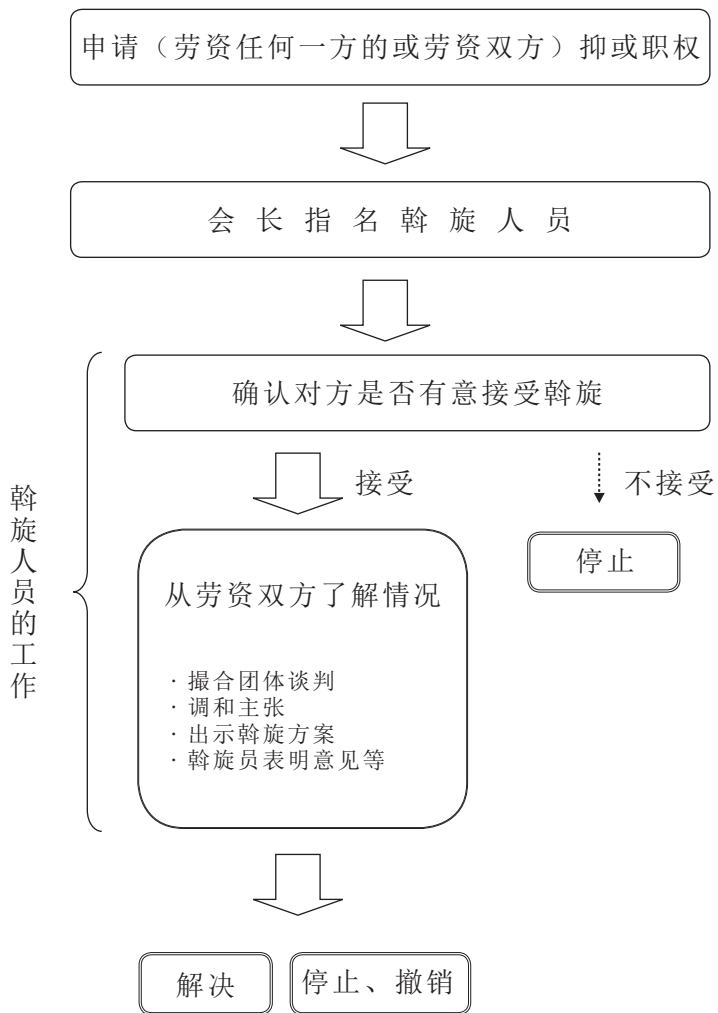 申请（劳资任何一方的或劳资双方）抑或职权
会长指名斡旋人员
确认对方是否有意接受斡旋
接受
不接受
斡旋人员的工作
停止
从劳资双方了解情况
·撮合团体谈判
·调和主张
·出示斡旋方案
·斡旋员表明意见等
解决
停止、撤销